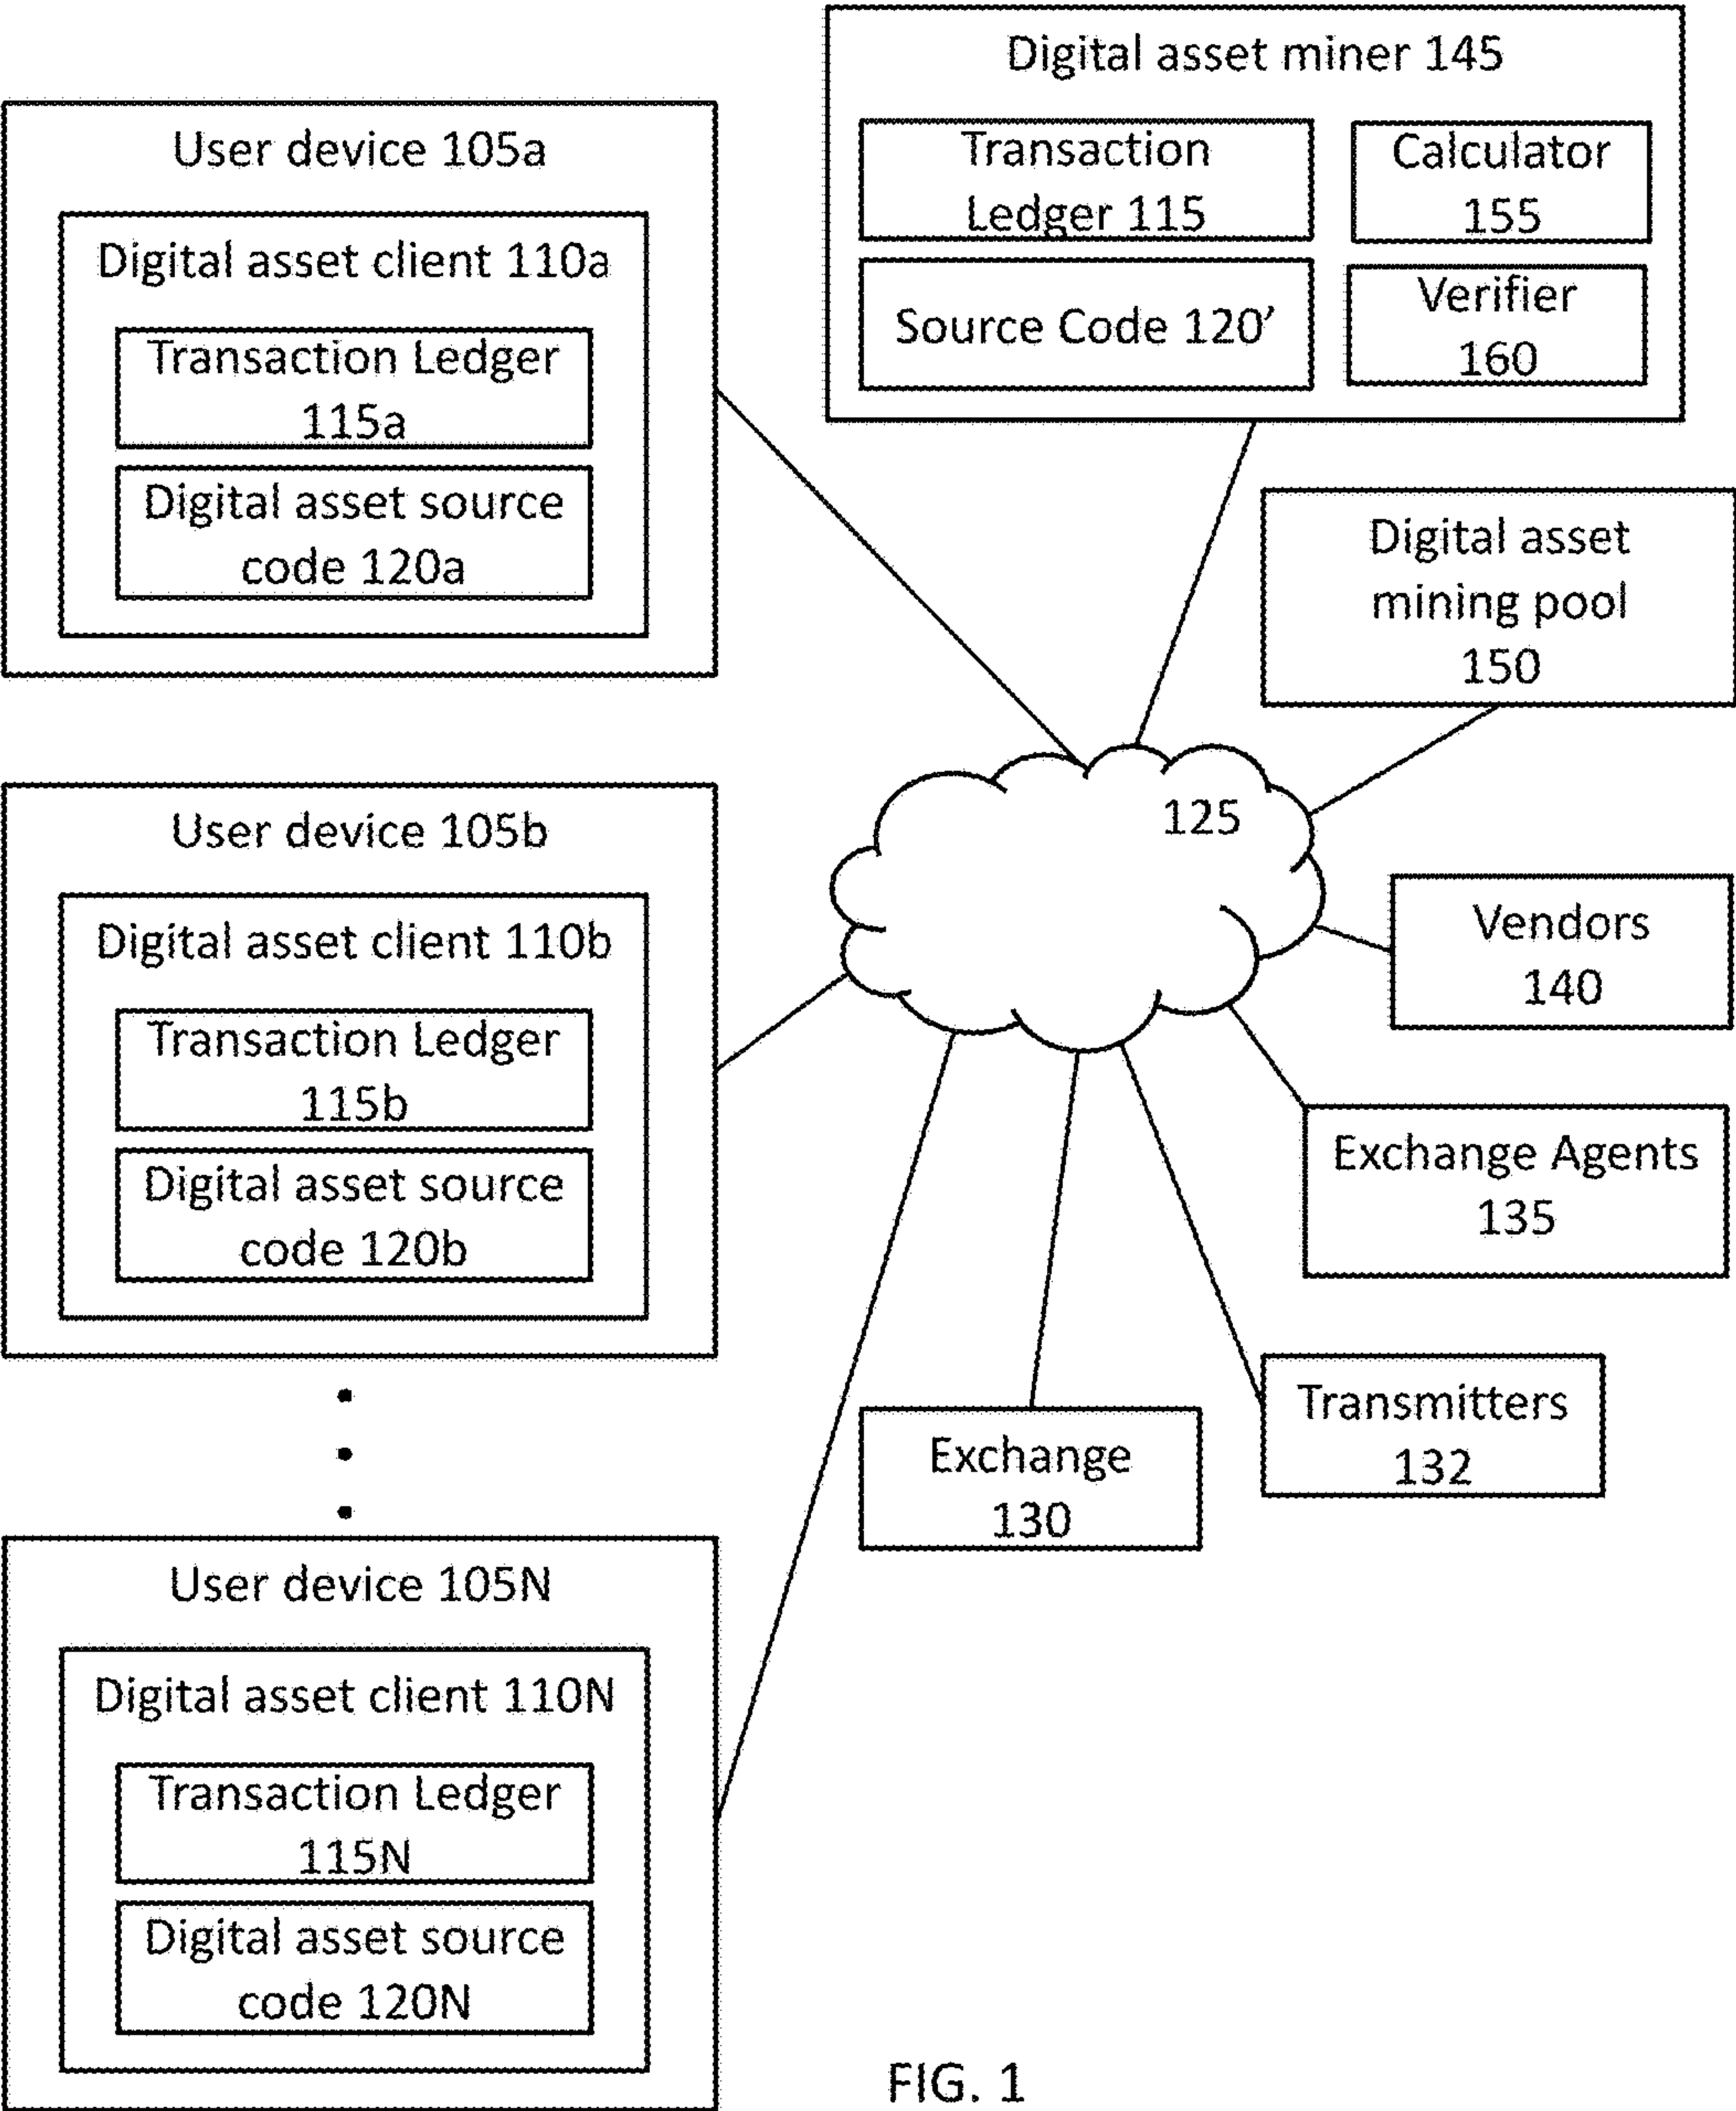 User device 105a
Digital asset client 110a
Transaction Ledger
115a
Digital asset source
code 120a
Digital asset miner 145
Transaction
Ledger 115
Calculator
155
Source Code 120’
Verifier
160
Digital asset
mining pool
150
125
User device 105b
Digital asset client 110b
Transaction Ledger
115b
Digital asset source
code 120b
Vendors
140
Exchange Agents
135
Transmitters
132
Exchange
130
User device 105N
Digital asset client 110N
Transaction Ledger
115N
Digital asset source
code 120N
FIG. 1